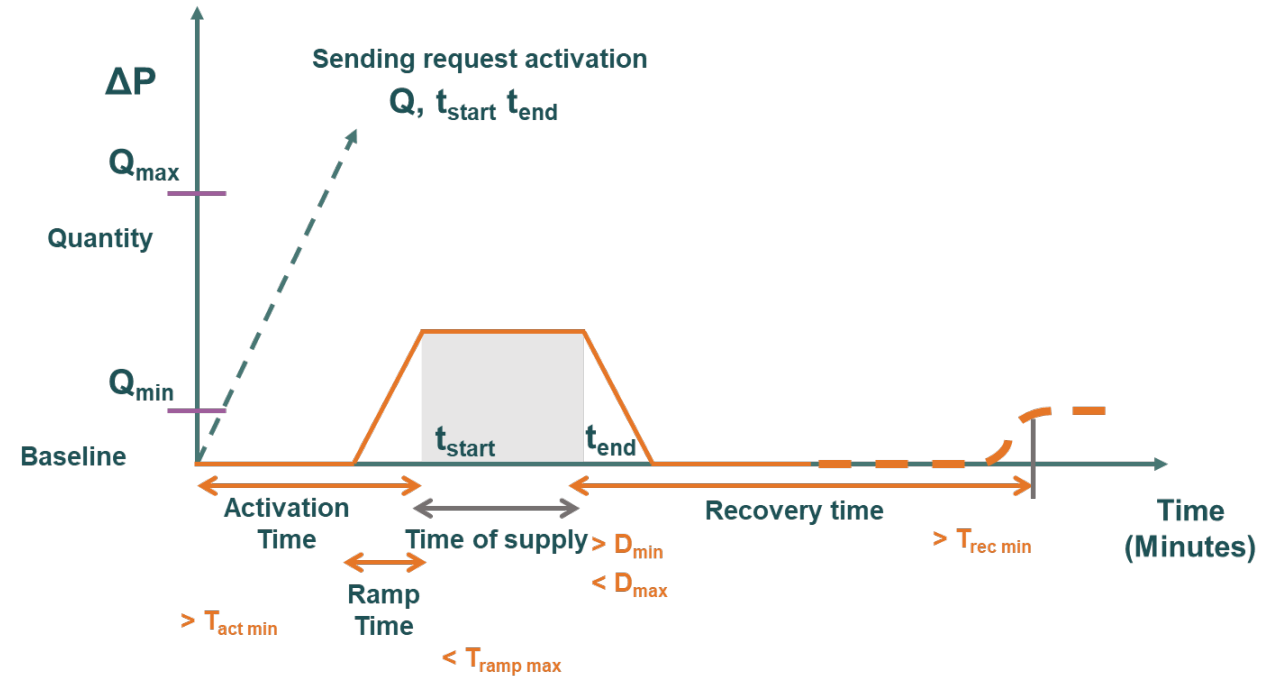 ΔP
Sending request activation
Q, tstart tend
Qmax
Quantity
Qmin
Baseline
tstart
tend
Activation
Time
Time of supply
Recovery time
Time
(Minutes)
> Dmin
< Dmax
> Trec min
Ramp
Time
> Tact min
< Tramp max